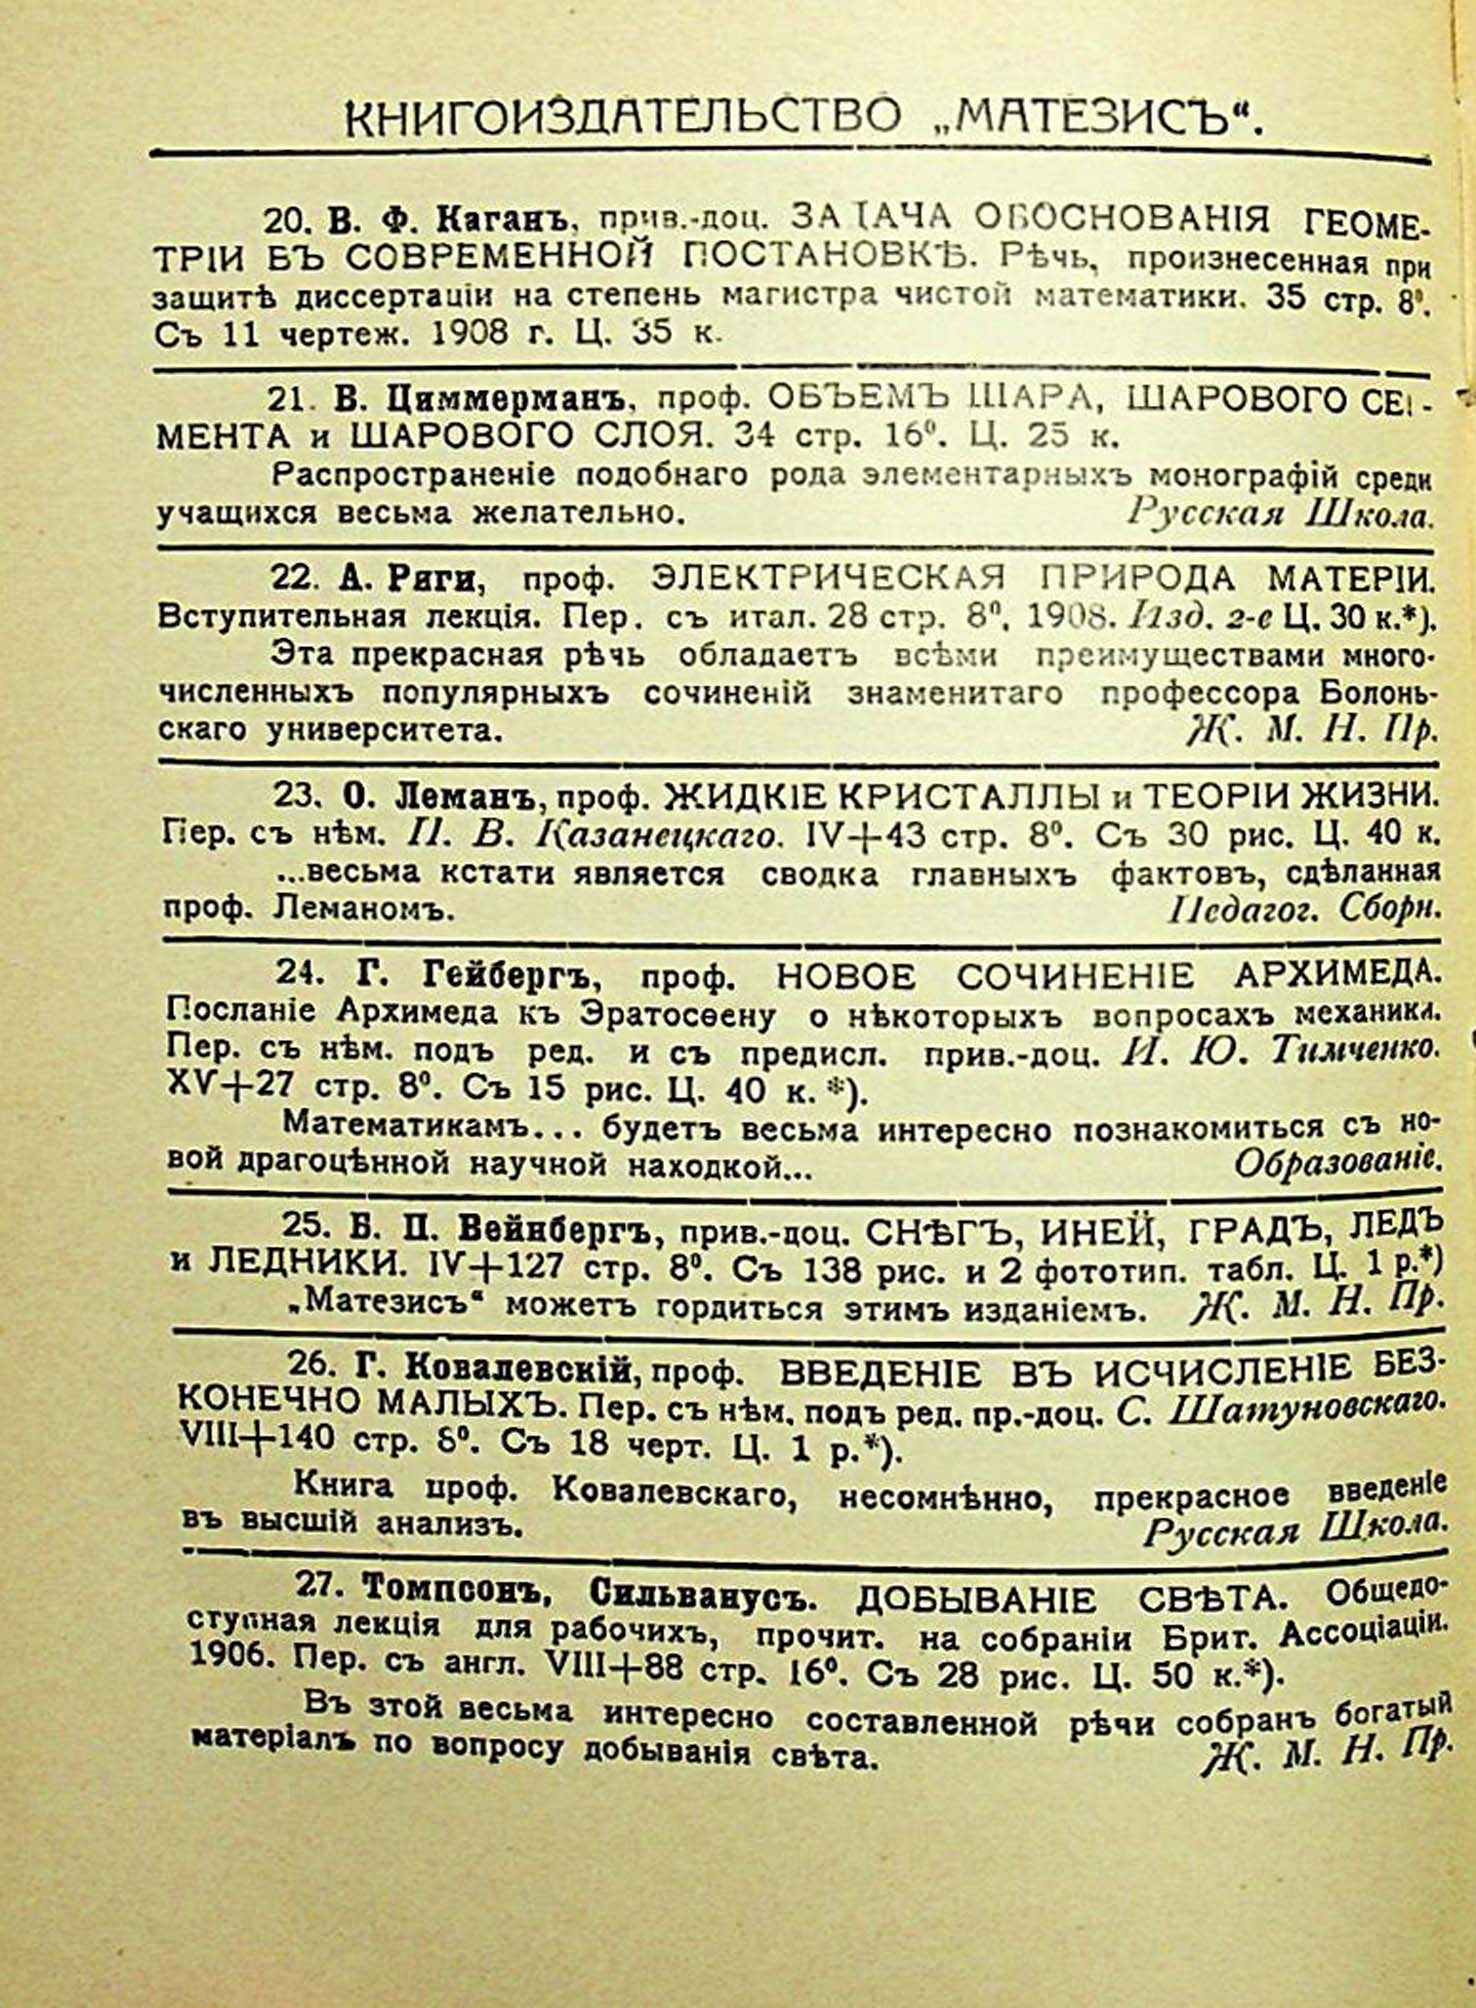 КНИГОИЗДАТЕЛЬСТВО „МАТЕЗИСЪ“.
20. В. Ф. Каганъ, прив.-доц. ЗАДАЧА ОБОСНОВАНІЯ ГЕОМЕ-
ТРІИ ВЪ СОВРЕМЕННОЙ ПОСТАНОВКѢ. Рѣчь, произнесенная при
защитѣ диссертаціи на степень магистра чистой математики. 35 стр. 8⁰.
Съ 11 чертеж. 1908 г. Ц. 35 к.
21. В. Циммерманъ, проф. ОБЪЕМЪ ШАРА, ШАРОВОГО СЕГ-
МЕНТА и ШАРОВОГО СЛОЯ. 34 стр. 16⁰. Ц. 25 к.
Распространеніе подобнаго рода элементарныхъ монографій среди
учащихся весьма желательно. Русская Школа.
22. А. Риги, проф. ЭЛЕКТРИЧЕСКАЯ ПРИРОДА МАТЕРІИ.
Вступительная лекція. Пер. съ итал. 28 стр. 8⁰. 1908. Изд. 2-е Ц. 30 к.*).
Эта прекрасная рѣчь обладаетъ всѣми преимуществами много-
численныхъ популярныхъ сочиненій знаменитаго профессора Болонь-
скаго университета. Ж. М. Н. Пр.
23. О. Леманъ, проф. ЖИДКІЕ КРИСТАЛЛЫ и ТЕОРІИ ЖИЗНИ.
Пер. съ нѣм. П. В. Казанецкаго. IV+43 стр. 8⁰. Съ 30 рис. Ц. 40 к.
...весьма кстати является сводка главныхъ фактовъ, сдѣланная
проф. Леманомъ. Педагог. Сборн.
24. Г. Гейбергъ, проф. НОВОЕ СОЧИНЕНІЕ АРХИМЕДА.
Посланіе Архимеда къ Эратосѳену о нѣкоторыхъ вопросахъ механики.
Пер. съ нѣм. подъ ред. и съ предисл. прив.-доц. И. Ю. Тимченко.
XV+27 стр. 8⁰. Съ 15 рис. Ц. 40 к. *).
Математикамъ... будетъ весьма интересно познакомиться съ но-
вой драгоцѣнной научной находкой... Образованіе.
25. Б. П. Вейнбергъ, прив.-доц. СНѢГЪ, ИНЕЙ, ГРАДЪ, ЛЕДЪ
и ЛЕДНИКИ. IV+127 стр. 8⁰. Съ 138 рис. и 2 фототип. табл. Ц. 1 р.*)
„Матезисъ“ можетъ гордиться этимъ изданіемъ. Ж. М. Н. Пр.
26. Г. Ковалевскій, проф. ВВЕДЕНІЕ ВЪ ИСЧИСЛЕНІЕ БЕЗ-
КОНЕЧНО МАЛЫХЪ. Пер. съ нѣм. подъ ред. пр.-доц. С. Шатуновскаго.
VIII+140 стр. 8⁰. Съ 18 черт. Ц. 1 р.*).
Книга проф. Ковалевскаго, несомнѣнно, прекрасное введеніе
въ высшій анализъ. Русская Школа.
27. Томпсонъ, Сильванусъ. ДОБЫВАНІЕ СВѢТА. Общедо-
ступная лекція для рабочихъ, прочит. на собраніи Брит. Ассоціаціи.
1906. Пер. съ англ. VIII+88 стр. 16⁰. Съ 28 рис. Ц. 50 к.*).
Въ зтой весьма интересно составленной рѣчи собранъ богатый
матеріалъ по вопросу добыванія свѣта. Ж. М. Н. Пр.